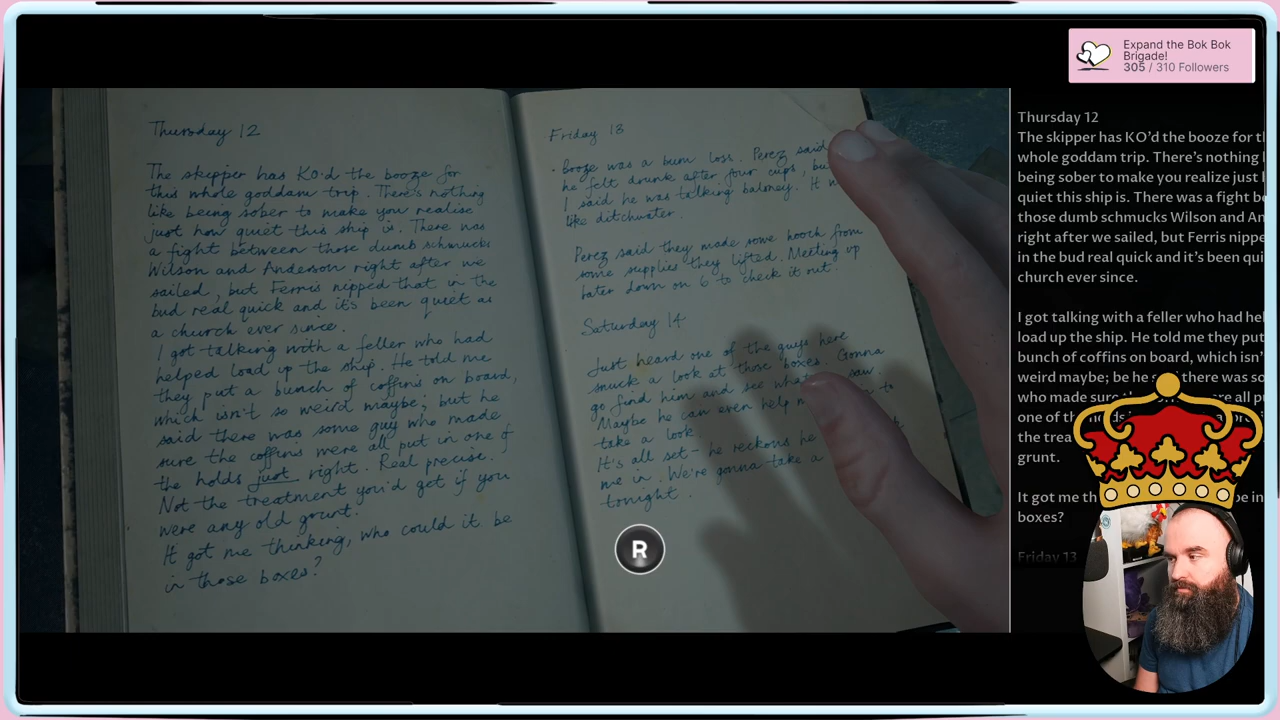 Expand the Bok Bok
Brigade!
305 / 310 Followers
Thursday 12
The skipper has KO'd the booze for
this whole goddam trip. There's nothing
like being sober to make you realise
just how quiet this ship is. There was
a fight between those dumb schmucks
Wilson and Anderson right after we
sailed, but Ferris nipped that in the
bud real quick and it's been quiet as
a church ever since.
I got talking with a feller who had
helped load up the ship. He told me
they put a bunch of coffins on board,
which isn't so weird maybe; but he
said there was some guy who made
sure the coffins were all put in one of
the holds just right. Real precise.
Not the treatment you'd get if you
were any old grunt.
It got me thinking, who could it be
in those boxes?
Friday 13
. Booze was a bum loss. Perez said
he felt drunk after four cups, bu
I said he was talking baloney. It w
like ditchwater.
Perez said they made some hooch from
some supplies they lifted. Meeting up
later down on 6 to check it out.
Saturday 14
Just heard one of the guys here
snuck a look at those boxes. Gonna
go find him and see what saw
Maybe he can even help to
take a look.
It's all set - he reckons he
me in. We're gonna take a
tonight.
R
Thursday 12
The skipper has KO'd the booze for t
whole goddam trip. There's nothing
being sober to make you realize just
quiet this ship is. There was a fight b
those dumb schmucks Wilson and An
right after we sailed, but Ferris nippe
in the bud real quick and it's been qui
church ever since.
I got talking with a feller who had hel
load up the ship. He told me they put
bunch of coffins on board, which isn'
weird maybe; be he there was so
who made sure the were all p
one of the
the trea
grunt.
It got me th be in
boxes?
Friday 13